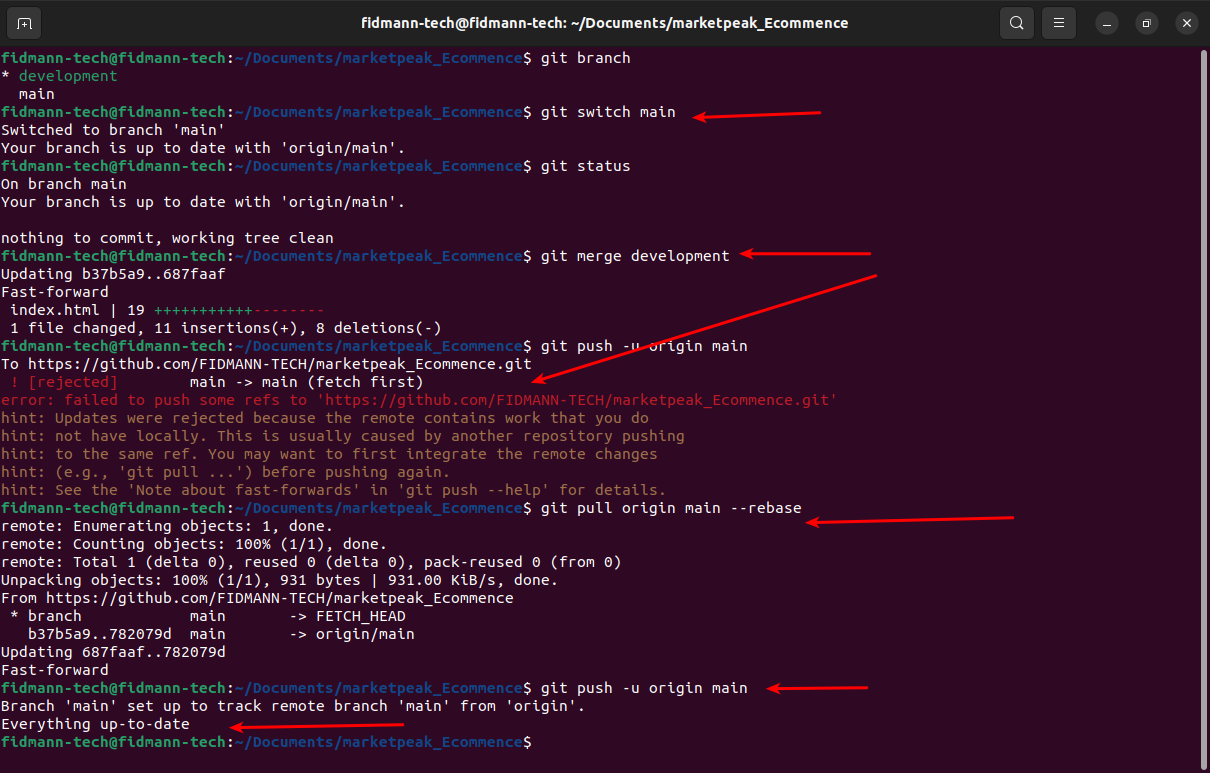 fidmann-tech@fidmann-tech: ~/Documents/marketpeak_Ecommence
fidmann-tech@fidmann-tech:~/Documents/marketpeak_Ecommence$ git branch
* development
  main
fidmann-tech@fidmann-tech:~/Documents/marketpeak_Ecommence$ git switch main
Switched to branch 'main'
Your branch is up to date with 'origin/main'.
fidmann-tech@fidmann-tech:~/Documents/marketpeak_Ecommence$ git status
On branch main
Your branch is up to date with 'origin/main'.

nothing to commit, working tree clean
fidmann-tech@fidmann-tech:~/Documents/marketpeak_Ecommence$ git merge development
Updating b37b5a9..687faaf
Fast-forward
 index.html | 19 +++++++++++--------
 1 file changed, 11 insertions(+), 8 deletions(-)
fidmann-tech@fidmann-tech:~/Documents/marketpeak_Ecommence$ git push -u origin main
To https://github.com/FIDMANN-TECH/marketpeak_Ecommence.git
 ! [rejected]        main -> main (fetch first)
error: failed to push some refs to 'https://github.com/FIDMANN-TECH/marketpeak_Ecommence.git'
hint: Updates were rejected because the remote contains work that you do
hint: not have locally. This is usually caused by another repository pushing
hint: to the same ref. You may want to first integrate the remote changes
hint: (e.g., 'git pull ...') before pushing again.
hint: See the 'Note about fast-forwards' in 'git push --help' for details.
fidmann-tech@fidmann-tech:~/Documents/marketpeak_Ecommence$ git pull origin main --rebase
remote: Enumerating objects: 1, done.
remote: Counting objects: 100% (1/1), done.
remote: Total 1 (delta 0), reused 0 (delta 0), pack-reused 0 (from 0)
Unpacking objects: 100% (1/1), 931 bytes | 931.00 KiB/s, done.
From https://github.com/FIDMANN-TECH/marketpeak_Ecommence
 * branch            main       -> FETCH_HEAD
   b37b5a9..782079d  main       -> origin/main
Updating 687faaf..782079d
Fast-forward
fidmann-tech@fidmann-tech:~/Documents/marketpeak_Ecommence$ git push -u origin main
Branch 'main' set up to track remote branch 'main' from 'origin'.
Everything up-to-date
fidmann-tech@fidmann-tech:~/Documents/marketpeak_Ecommence$